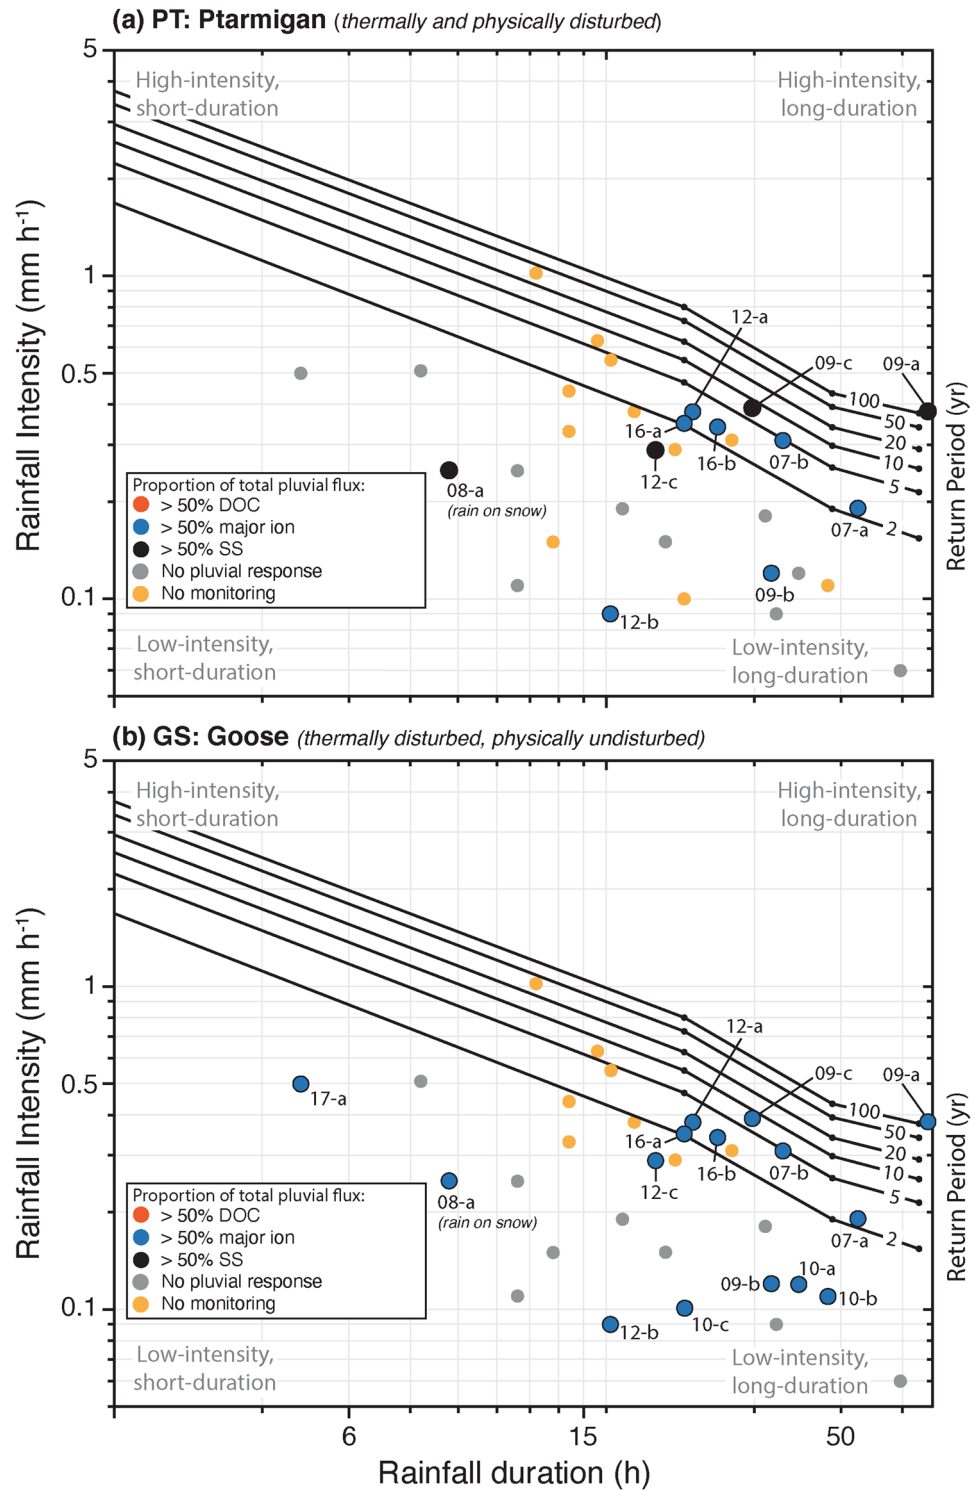 (a) PT: Ptarmigan (thermally and physically disturbed)
High-intensity,
short-duration
High-intensity,
long-duration
5
1
0.5
0.1
Rainfall Intensity (mm h-1)
12-a
09-c
09-a
100
50
20
10
5
2
16-a
16-b
07-b
12-c
08-a
(rain on snow)
07-a
09-b
12-b
Return Period (yr)
Proportion of total pluvial flux:
> 50% DOC
> 50% major ion
> 50% SS
No pluvial response
No monitoring
Low-intensity,
short-duration
Low-intensity,
long-duration
(b) GS: Goose (thermally disturbed, physically undisturbed)
High-intensity,
short-duration
High-intensity,
long-duration
5
1
0.5
0.1
Rainfall Intensity (mm h-1)
12-a
09-c
09-a
17-a
100
50
20
10
5
2
16-a
16-b
07-b
12-c
08-a
(rain on snow)
07-a
10-a
09-b
10-b
10-c
12-b
Return Period (yr)
Proportion of total pluvial flux:
> 50% DOC
> 50% major ion
> 50% SS
No pluvial response
No monitoring
Low-intensity,
short-duration
Low-intensity,
long-duration
6
15
50
Rainfall duration (h)